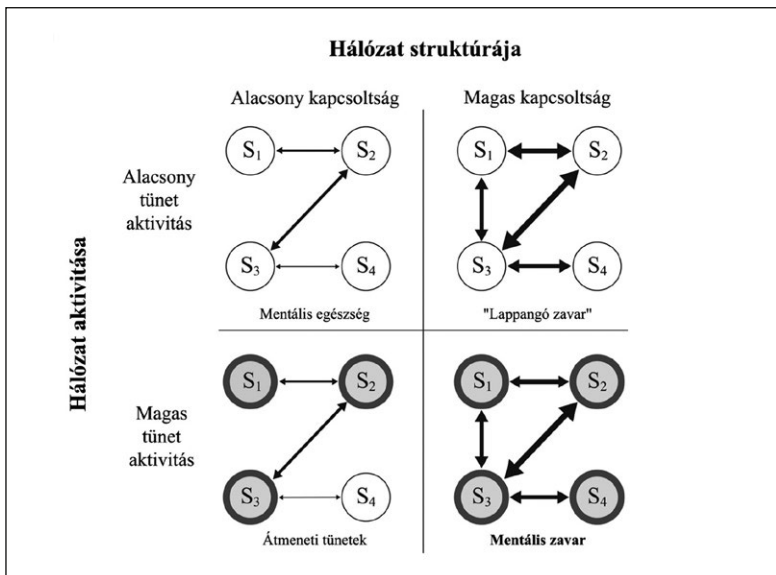 Hálózat struktúrája
Alacsony kapcsoltság
Magas kapcsoltság
Hálózat aktivitása
Alacsony
tünet
aktivitás
S1
S2
S3
S4
Mentális egészség
S1
S2
S3
S4
"Lappangó zavar"
Magas
tünet
aktivitás
S1
S2
S3
S4
Átmeneti tünetek
S1
S2
S3
S4
Mentális zavar